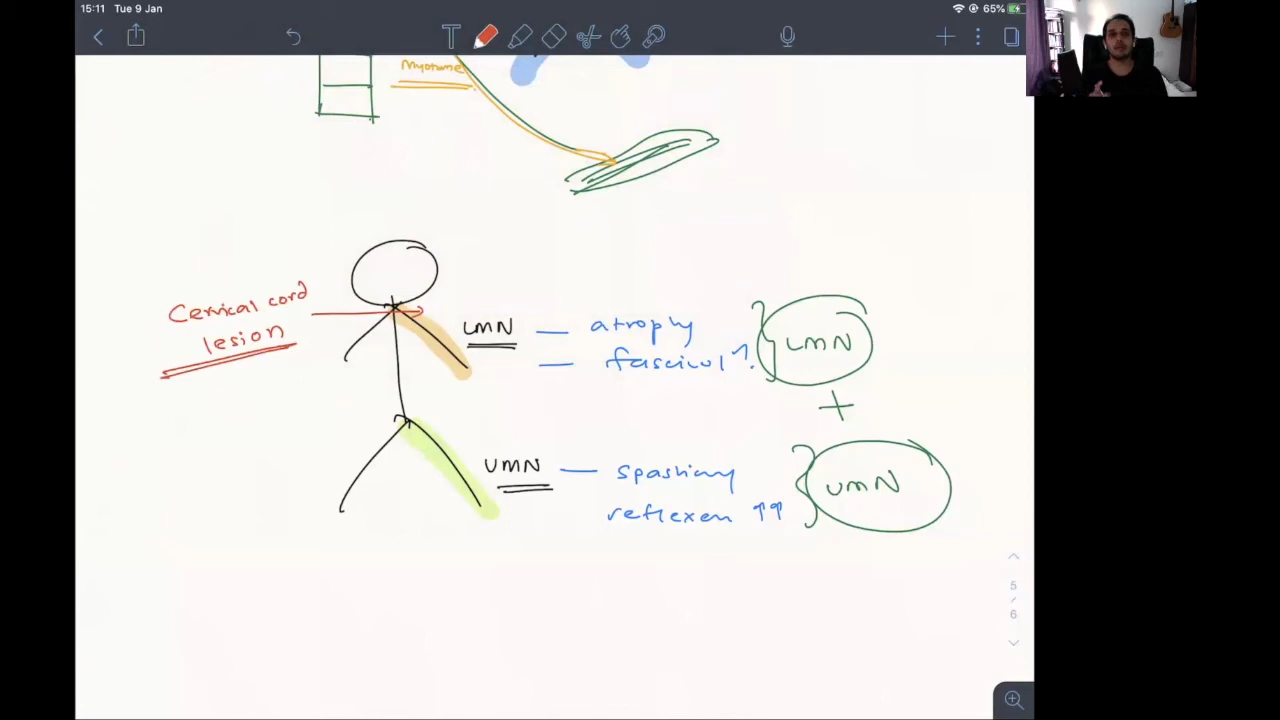 15:11 Tue 9 Jan
65%
T
Myotome
Cervical cord
lesion
LMN — atrophy
— fascicul↑.
LMN
+
UMN — spasticity
reflexes ↑↑
UMN
5
/
6